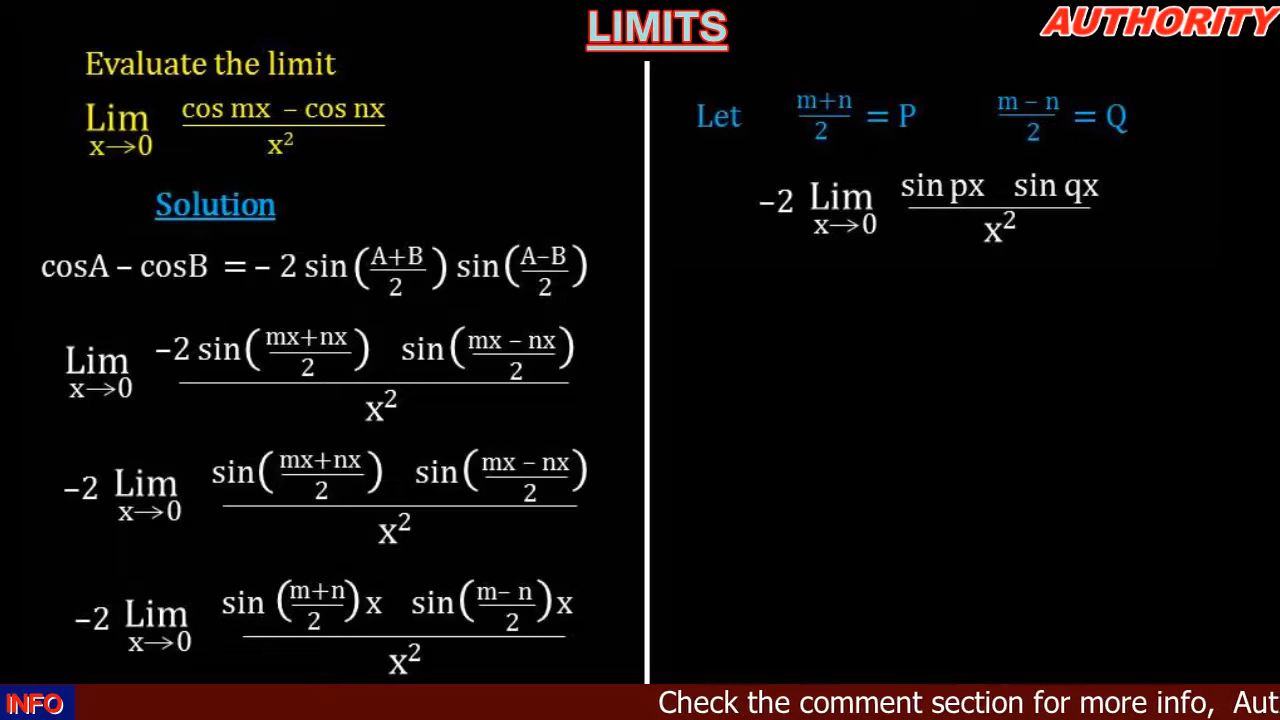 LIMITS
AUTHORITY
Evaluate the limit
Lim x→0 (cos mx – cos nx)/x²
Solution
cosA – cosB = – 2 sin((A+B)/2) sin((A–B)/2)
Lim x→0 (–2 sin((mx+nx)/2) sin((mx – nx)/2))/x²
–2 Lim x→0 (sin((mx+nx)/2) sin((mx – nx)/2))/x²
–2 Lim x→0 (sin ((m+n)/2)x sin((m– n)/2)x)/x²
Let (m+n)/2 = P (m – n)/2 = Q
–2 Lim x→0 (sin px sin qx)/x²
INFO
Check the comment section for more info, Aut